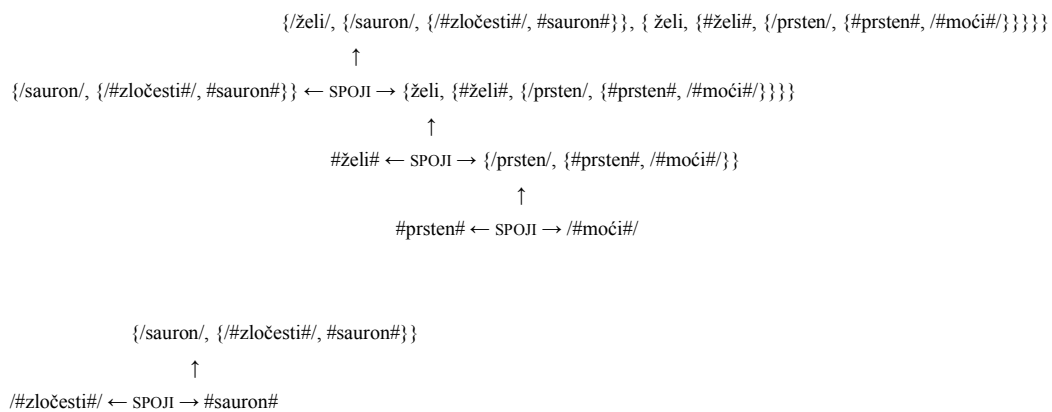 {/želi/, {/sauron/, {/#zločesti#/, #sauron#}}, { želi, {#želi#, {/prsten/, {#prsten#, /#moći#/}}}}}
↑
{/sauron/, {/#zločesti#/, #sauron#}} ← SPOJI → {želi, {#želi#, {/prsten/, {#prsten#, /#moći#/}}}}
↑
#želi# ← SPOJI → {/prsten/, {#prsten#, /#moći#/}}
↑
#prsten# ← SPOJI → /#moći#/
{/sauron/, {/#zločesti#/, #sauron#}}
↑
/#zločesti#/ ← SPOJI → #sauron#